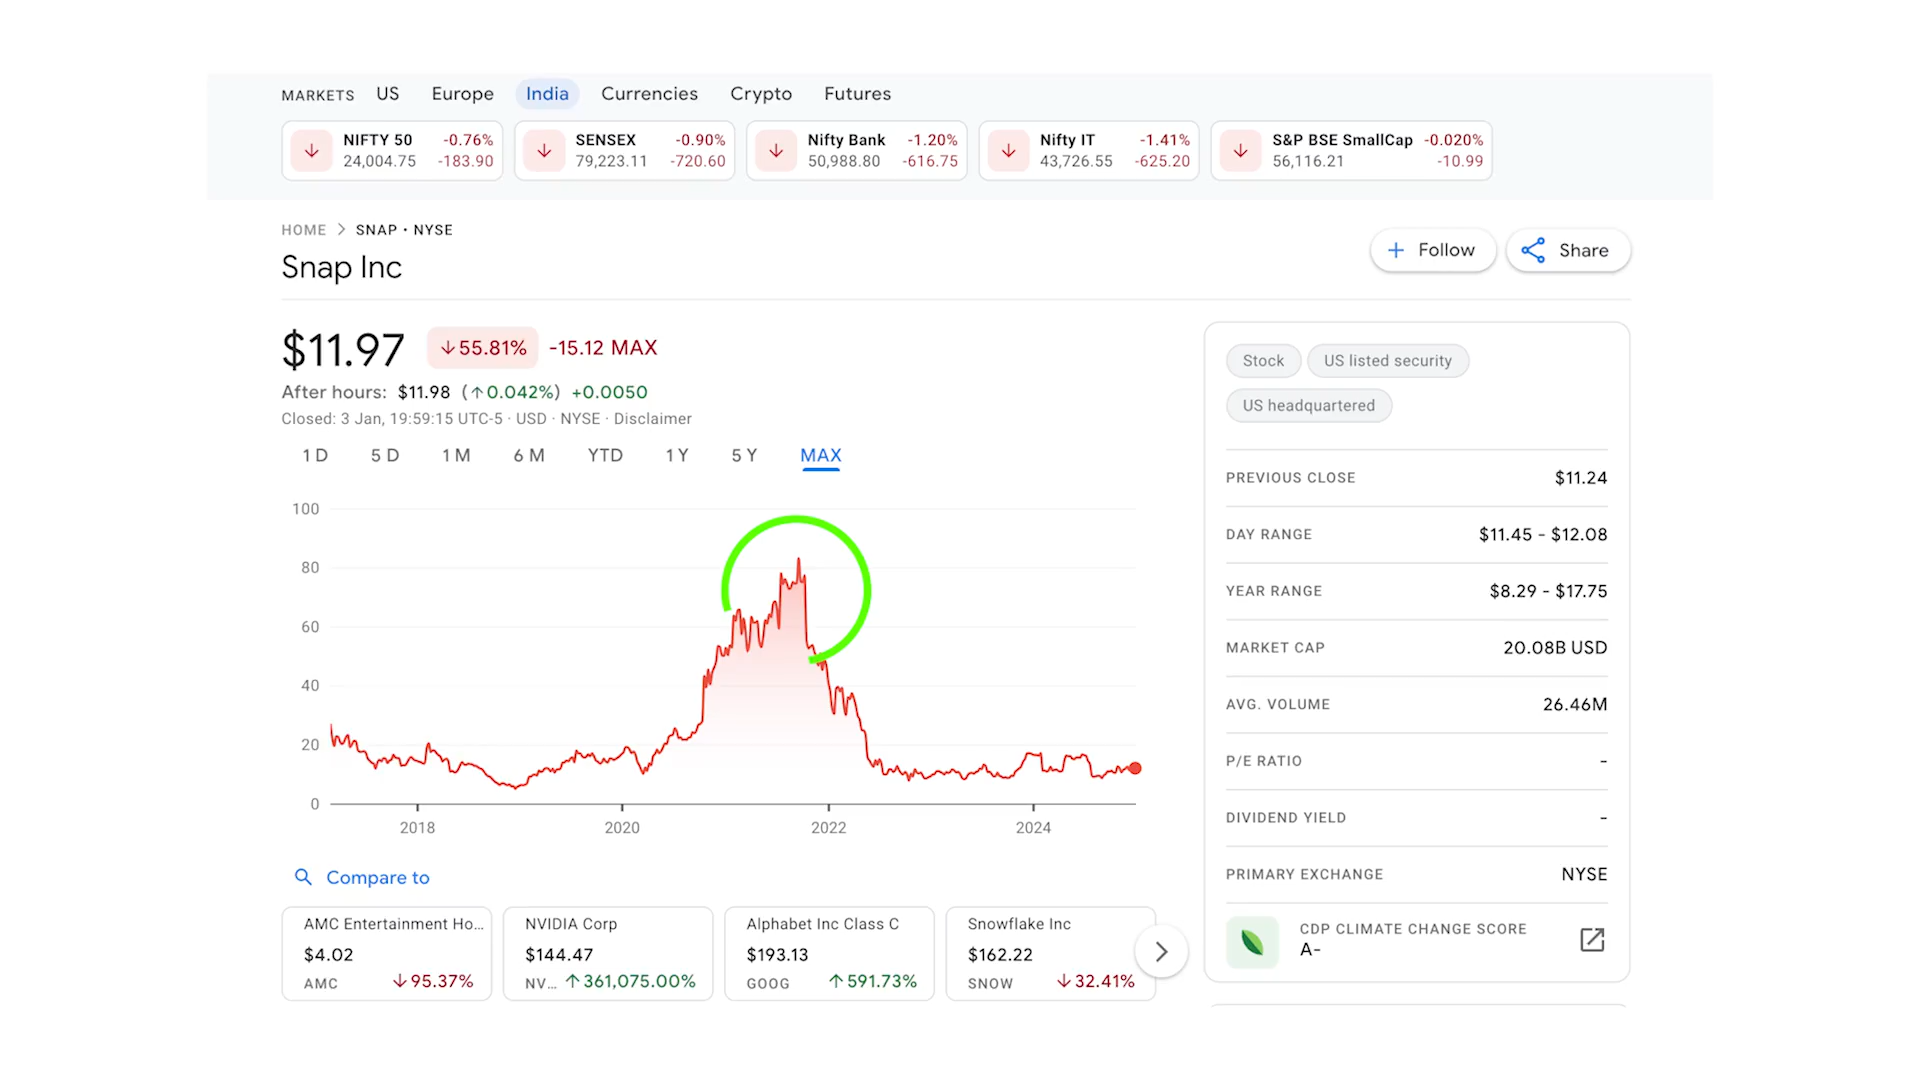 MARKETS US Europe India Currencies Crypto Futures
NIFTY 50 -0.76% SENSEX -0.90% Nifty Bank -1.20% Nifty IT -1.41% S&P BSE SmallCap -0.020%
24,004.75 -183.90 79,223.11 -720.60 50,988.80 -616.75 43,726.55 -625.20 56,116.21 -10.99
HOME > SNAP • NYSE
Snap Inc
+ Follow Share
$11.97 ↓55.81% -15.12 MAX
After hours: $11.98 (↑0.042%) +0.0050
Closed: 3 Jan, 19:59:15 UTC-5 · USD · NYSE · Disclaimer
1D 5D 1M 6M YTD 1Y 5Y MAX
100
80
60
40
20
0
2018 2020 2022 2024
Compare to
AMC Entertainment Ho...
$4.02
AMC ↓95.37%
NVIDIA Corp
$144.47
NV... ↑361,075.00%
Alphabet Inc Class C
$193.13
GOOG ↑591.73%
Snowflake Inc
$162.22
SNOW ↓32.41%
Stock US listed security
US headquartered
PREVIOUS CLOSE $11.24
DAY RANGE $11.45 - $12.08
YEAR RANGE $8.29 - $17.75
MARKET CAP 20.08B USD
AVG. VOLUME 26.46M
P/E RATIO -
DIVIDEND YIELD -
PRIMARY EXCHANGE NYSE
CDP CLIMATE CHANGE SCORE
A-